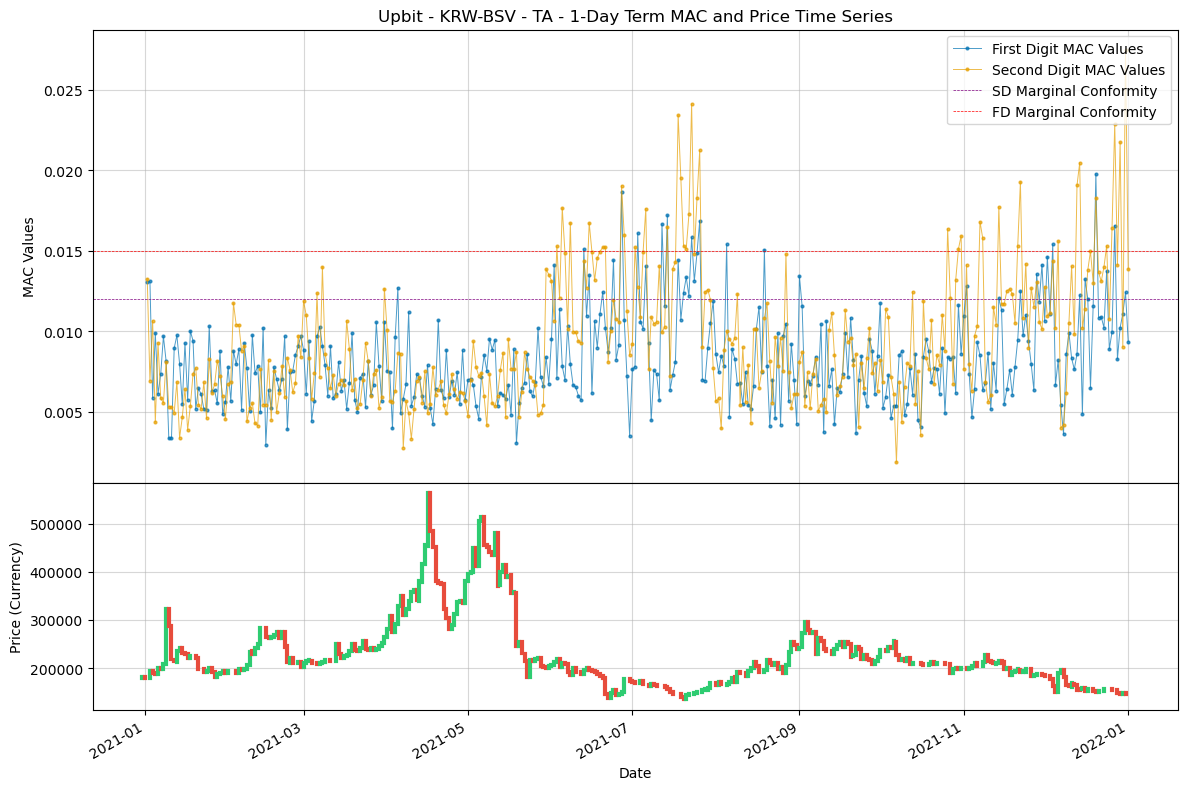 Upbit - KRW-BSV - TA - 1-Day Term MAC and Price Time Series
First Digit MAC Values
Second Digit MAC Values
SD Marginal Conformity
FD Marginal Conformity
MAC Values
0.025
0.020
0.015
0.010
0.005
Price (Currency)
500000
400000
300000
200000
2021-01
2021-03
2021-05
2021-07
2021-09
2021-11
2022-01
Date